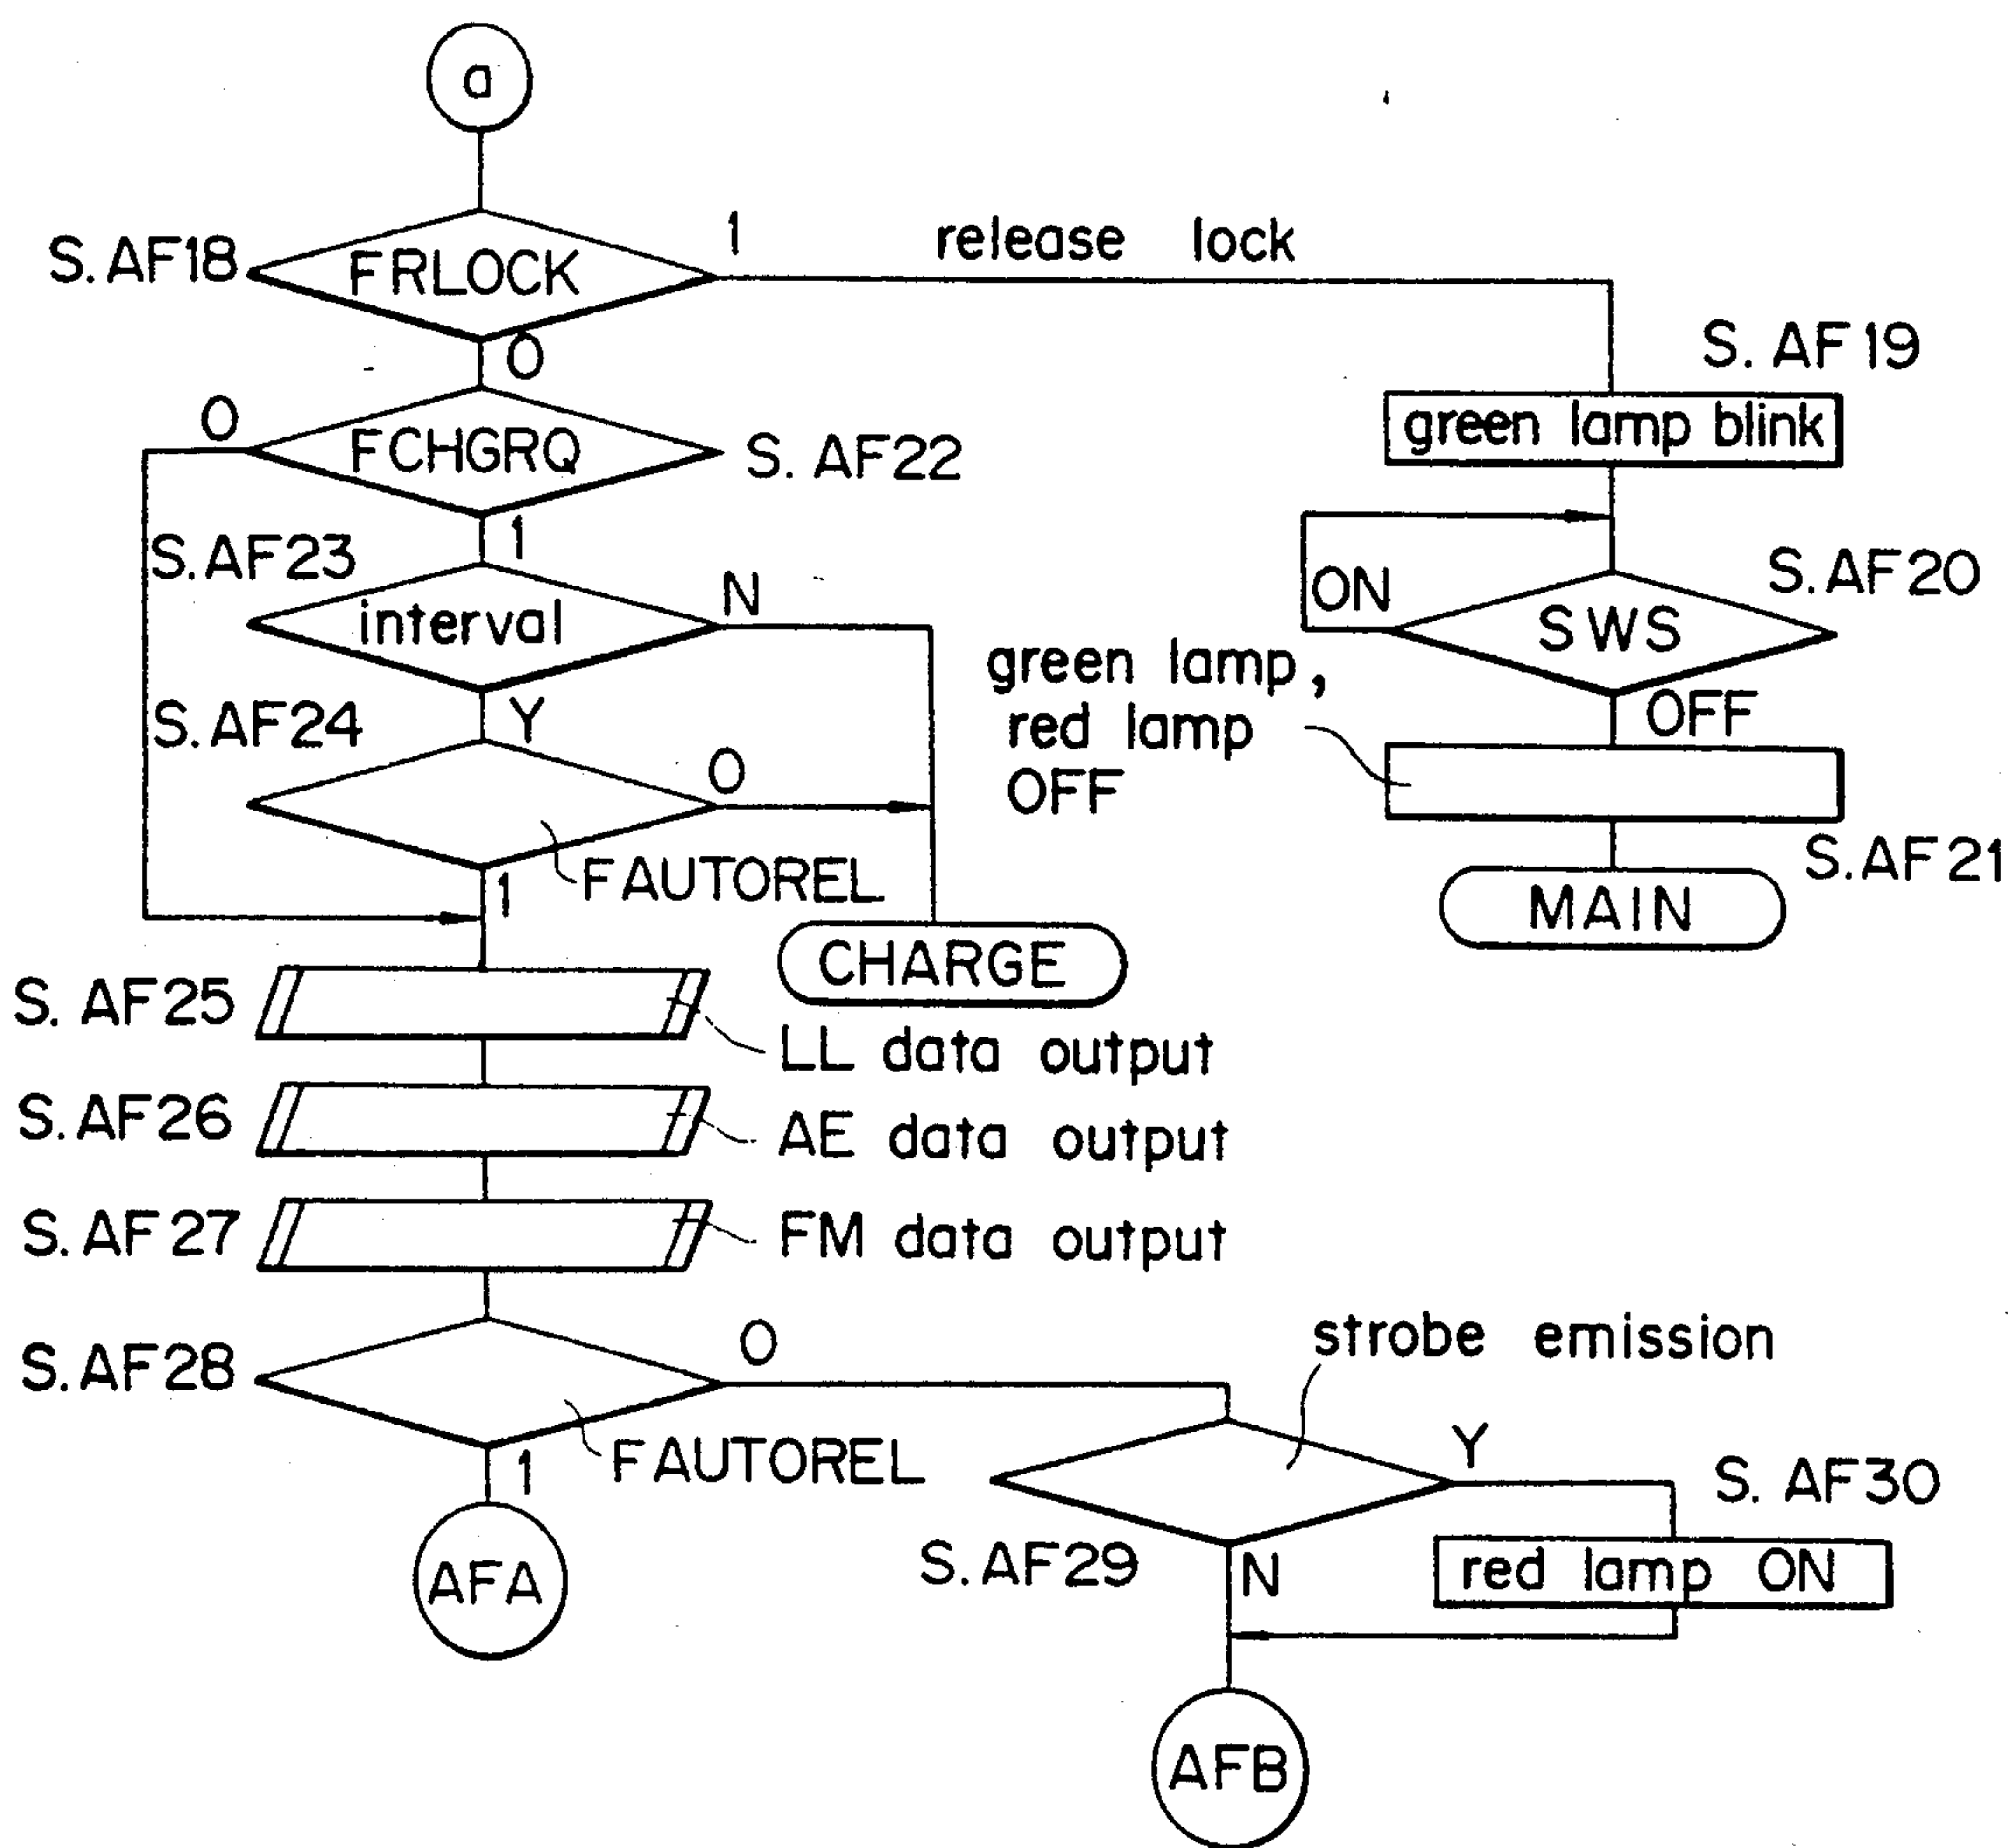 a
S. AF18
FRLOCK
1
release lock
0
S. AF19
green lamp blink
0
FCHGRQ
S. AF22
1
S. AF23
interval
N
Y
ON
SWS
S. AF20
OFF
green lamp,
red lamp
OFF
S. AF21
MAIN
S. AF24
0
FAUTOREL
1
CHARGE
S. AF25
LL data output
S. AF26
AE data output
S. AF27
FM data output
S. AF28
0
FAUTOREL
1
AFA
strobe emission
Y
S. AF30
S. AF29
N
red lamp ON
AFB